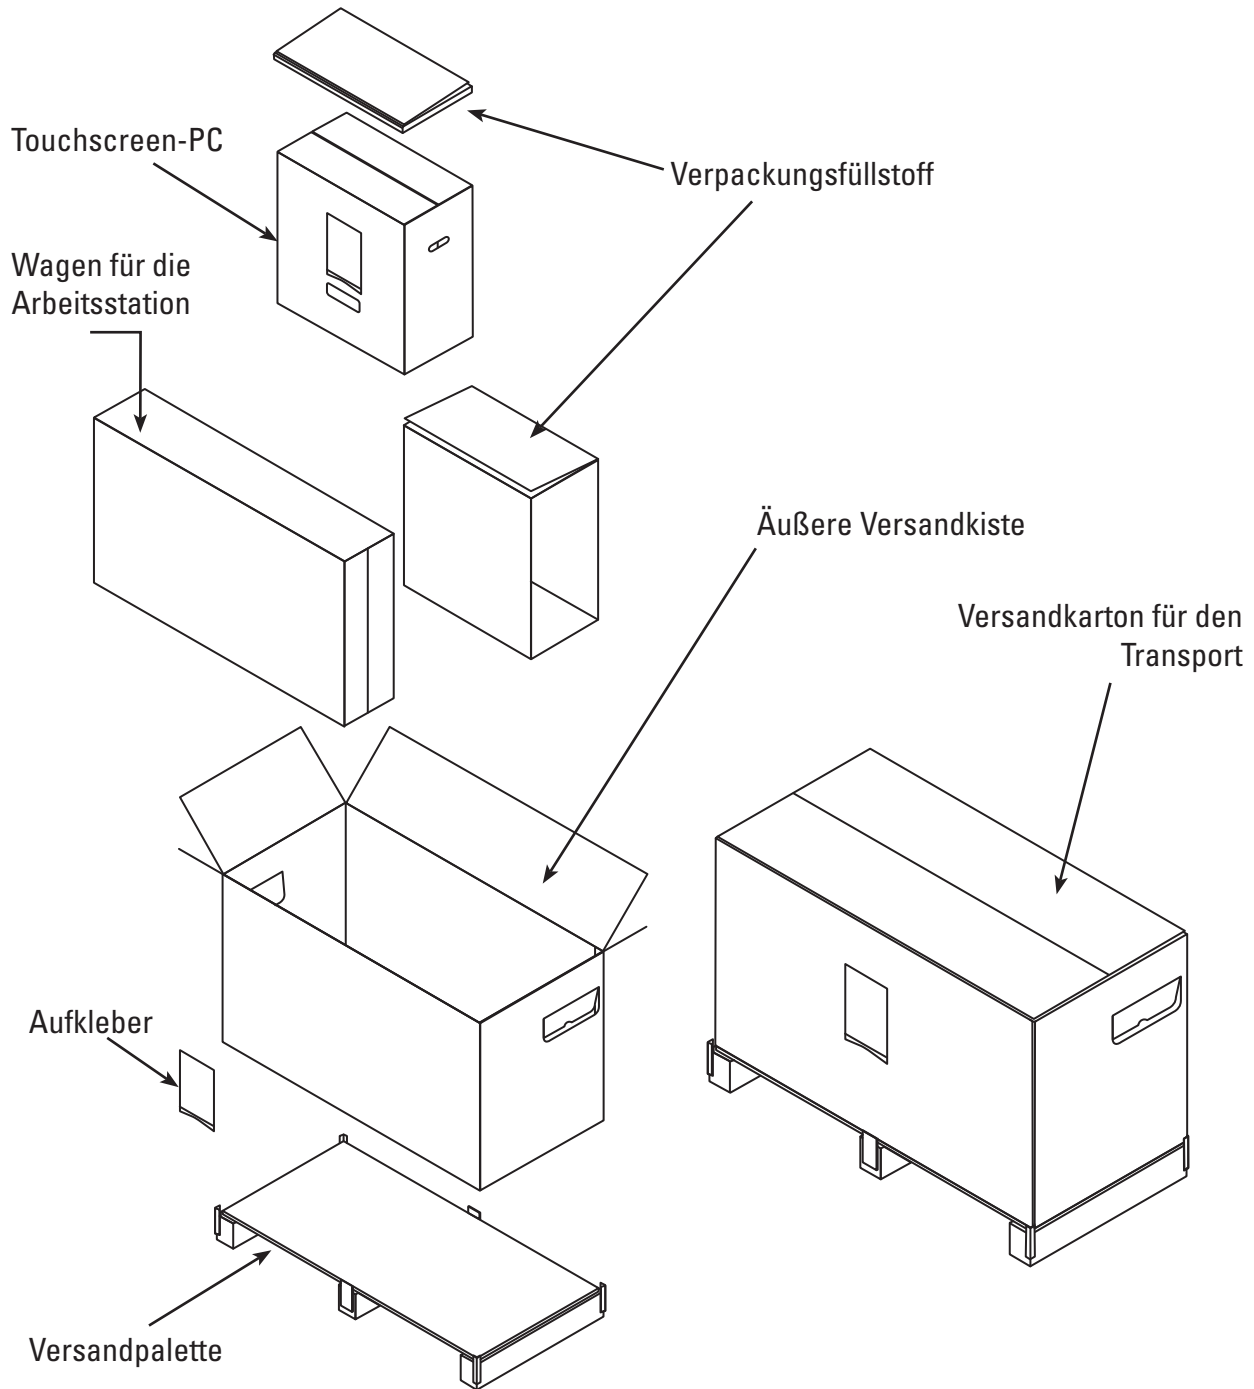 Touchscreen-PC
Verpackungsfüllstoff
Wagen für die
Arbeitsstation
Äußere Versandkiste
Versandkarton für den
Transport
Aufkleber
Versandpalette